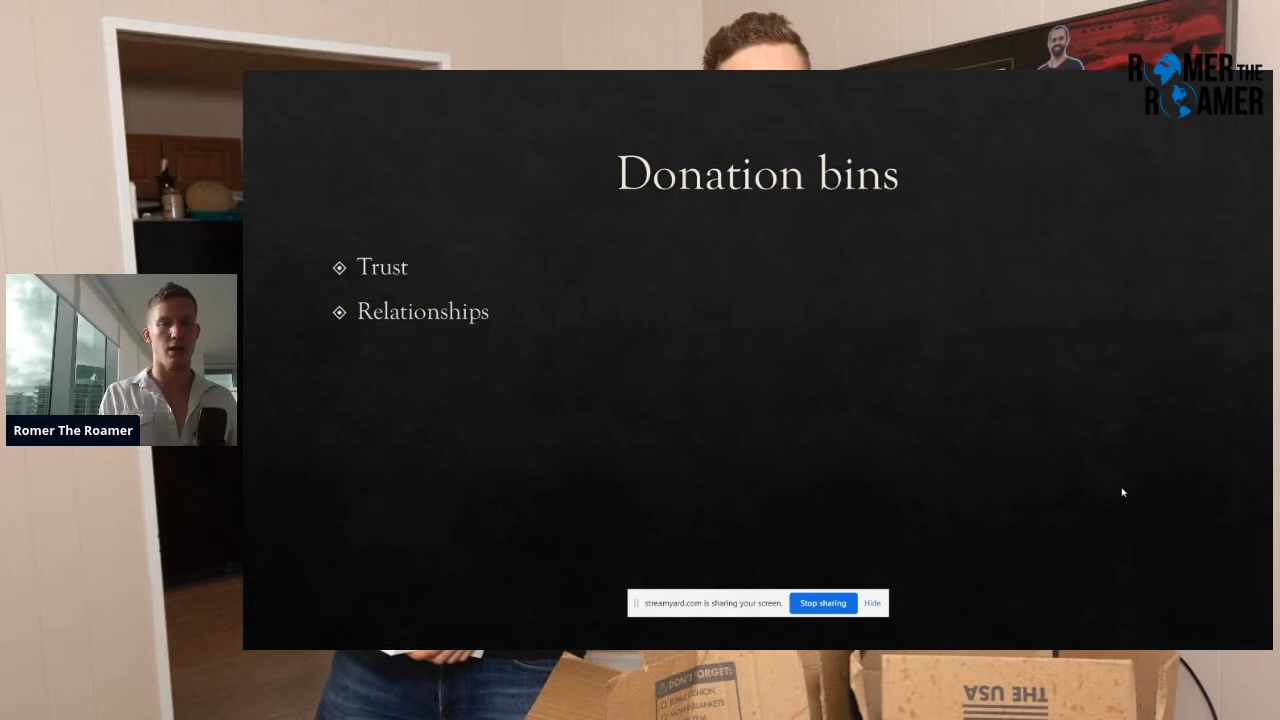 ROMER THE
ROAMER
Donation bins
Trust
Relationships
Romer The Roamer
streamyard.com is sharing your screen. Stop sharing Hide
DON'T FORGET:
BLANKETS
THE USA